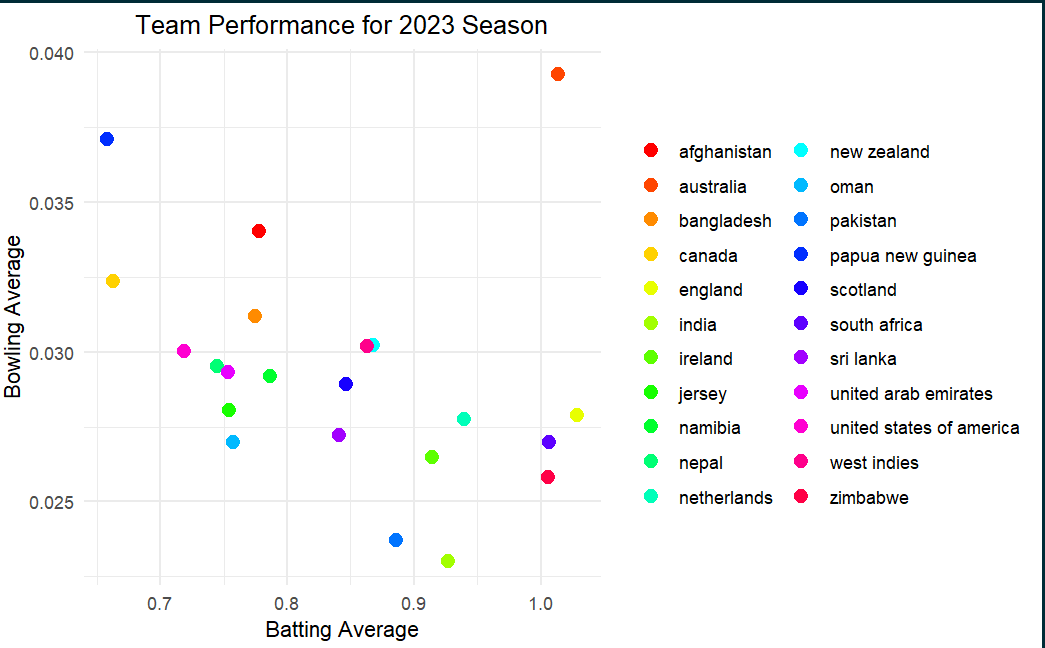 Team Performance for 2023 Season
0.040
0.035
0.030
0.025
Bowling Average
0.7 0.8 0.9 1.0
Batting Average
afghanistan
australia
bangladesh
canada
england
india
ireland
jersey
namibia
nepal
netherlands
new zealand
oman
pakistan
papua new guinea
scotland
south africa
sri lanka
united arab emirates
united states of america
west indies
zimbabwe